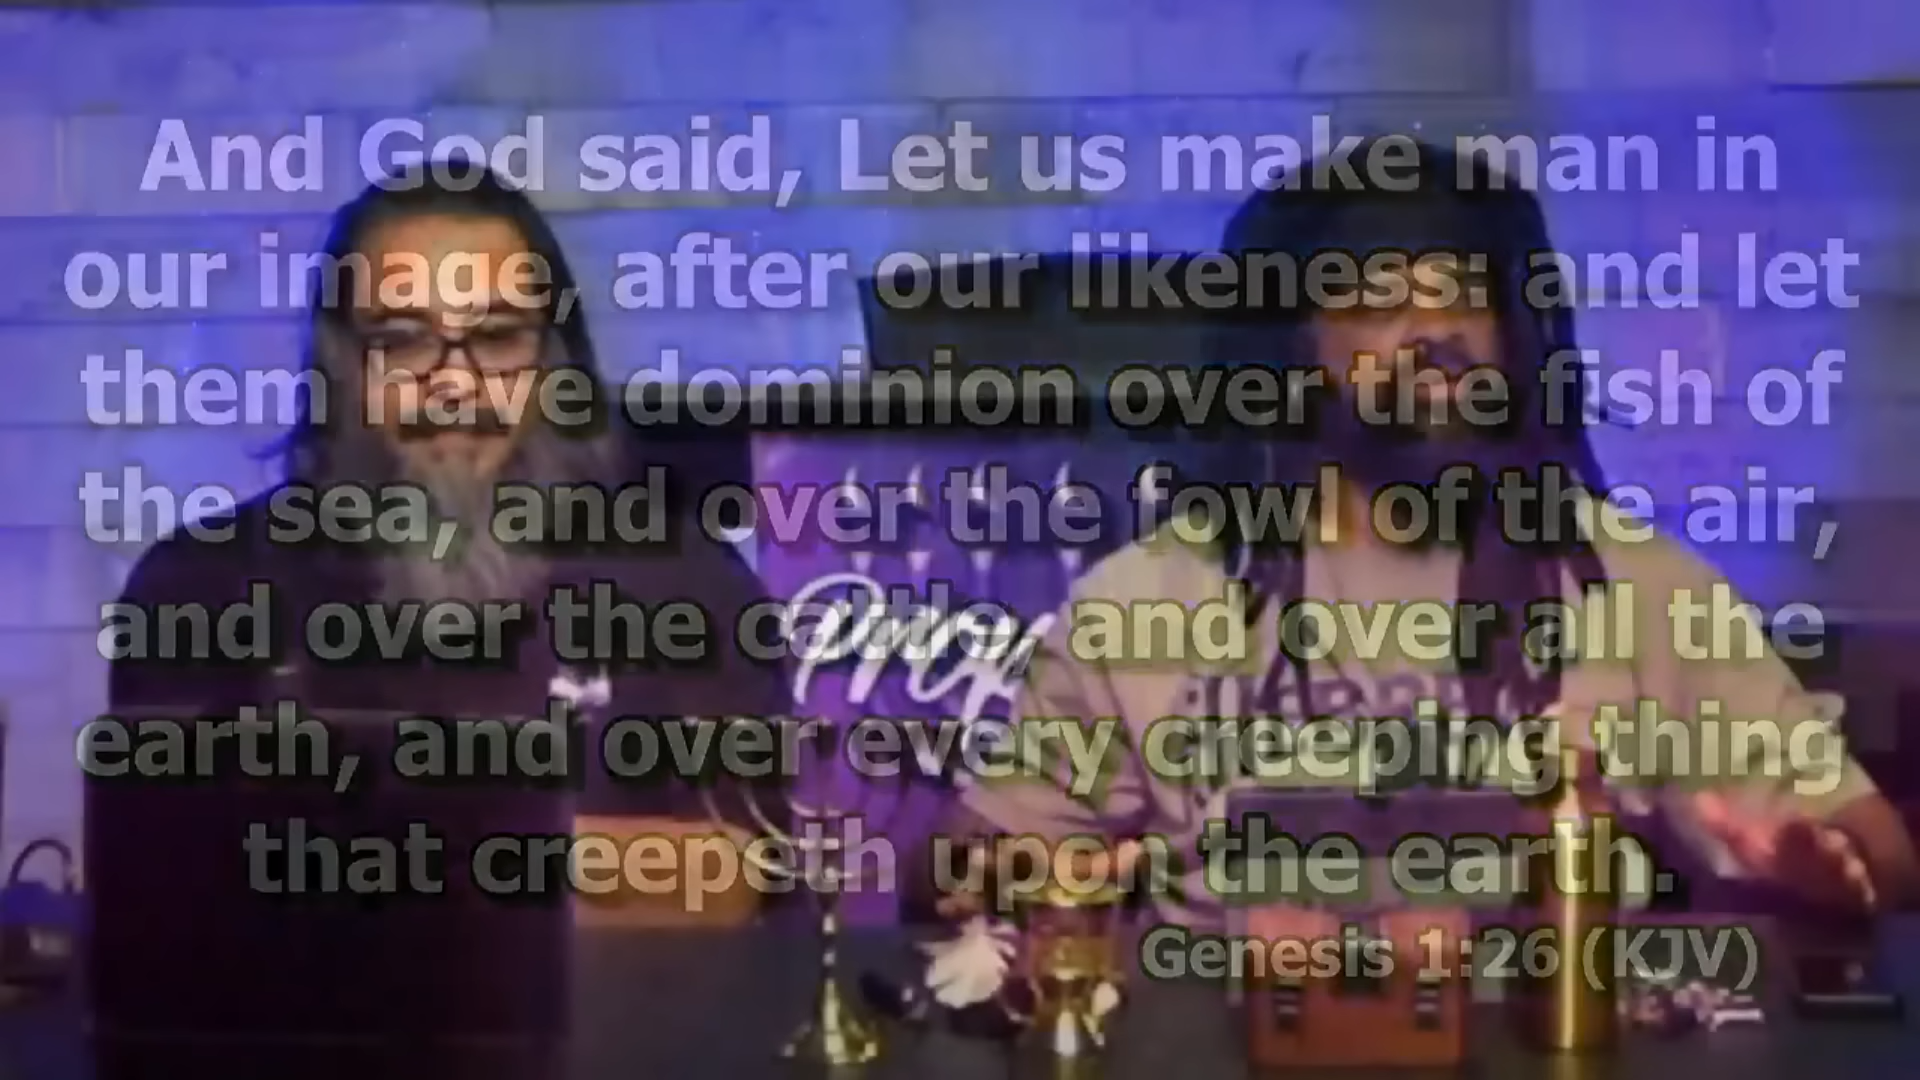 And God said, Let us make man in
our image, after our likeness: and let
them have dominion over the fish of
the sea, and over the fowl of the air,
and over the cattle, and over all the
earth, and over every creeping thing
that creepeth upon the earth.
Genesis 1:26 (KJV)